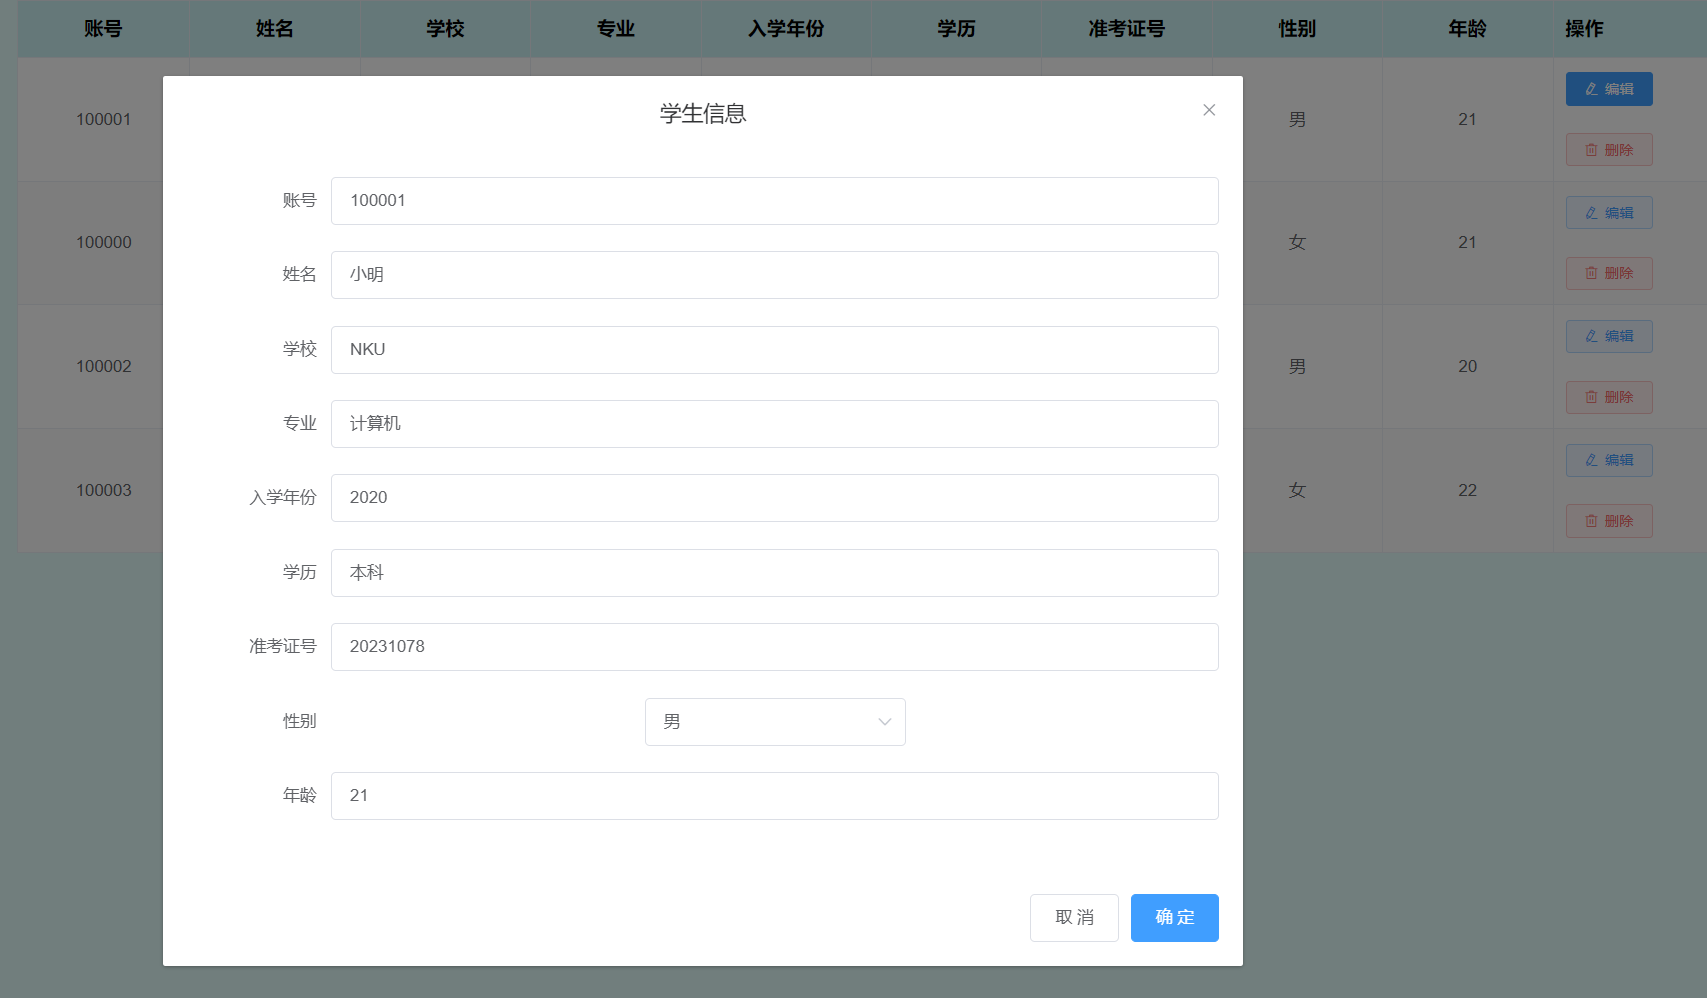 账号 姓名 学校 专业 入学年份 学历 准考证号 性别 年龄 操作
100001 男 21 编辑
删除
100000 女 21 编辑
删除
100002 男 20 编辑
删除
100003 女 22 编辑
删除
学生信息
账号 100001
姓名 小明
学校 NKU
专业 计算机
入学年份 2020
学历 本科
准考证号 20231078
性别 男
年龄 21
取消 确定